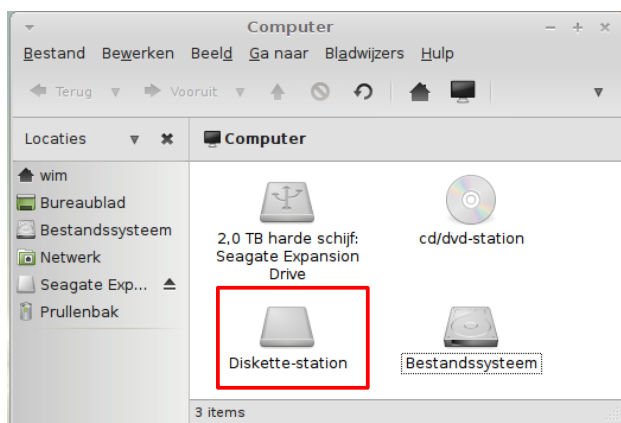 Computer
Bestand Bewerken Beeld Ga naar Bladwijzers Hulp
Terug Vooruit
Locaties
Computer
wim
Bureaublad
Bestandssysteem
Netwerk
Seagate Exp...
Prullenbak
2,0 TB harde schijf:
Seagate Expansion
Drive
cd/dvd-station
Diskette-station
Bestandssysteem
3 items